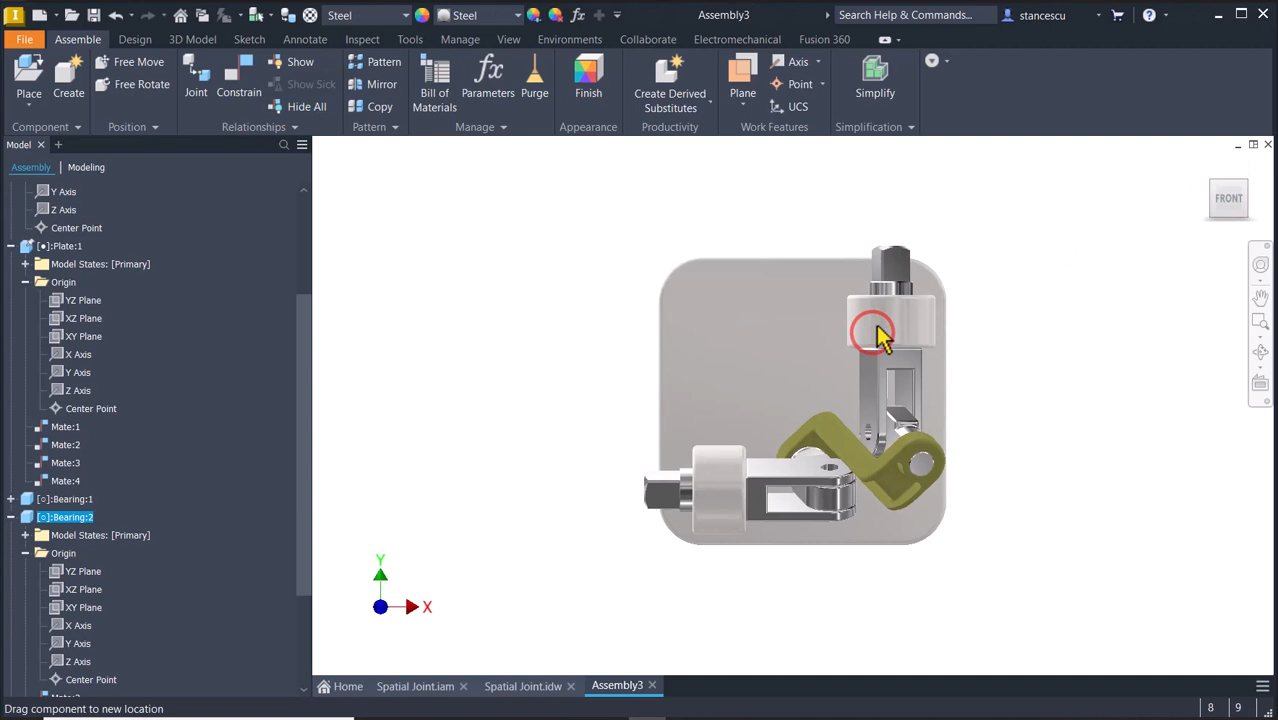 Steel
Steel
Assembly3
Search Help & Commands...
stancescu
File
Assemble
Design
3D Model
Sketch
Annotate
Inspect
Tools
Manage
View
Environments
Collaborate
Electromechanical
Fusion 360
Place
Create
Free Move
Free Rotate
Joint
Constrain
Show
Show Sick
Hide All
Pattern
Mirror
Copy
Bill of
Materials
Parameters
Purge
Finish
Create Derived
Substitutes
Plane
Axis
Point
UCS
Simplify
Component
Position
Relationships
Pattern
Manage
Appearance
Productivity
Work Features
Simplification
Model
Assembly
Modeling
Y Axis
Z Axis
Center Point
[●]:Plate:1
Model States: [Primary]
Origin
YZ Plane
XZ Plane
XY Plane
X Axis
Y Axis
Z Axis
Center Point
Mate:1
Mate:2
Mate:3
Mate:4
[○]:Bearing:1
[○]:Bearing:2
Model States: [Primary]
Origin
YZ Plane
XZ Plane
XY Plane
X Axis
Y Axis
Z Axis
Center Point
FRONT
Y
X
Home
Spatial Joint.iam
Spatial Joint.idw
Assembly3
Drag component to new location
8
9